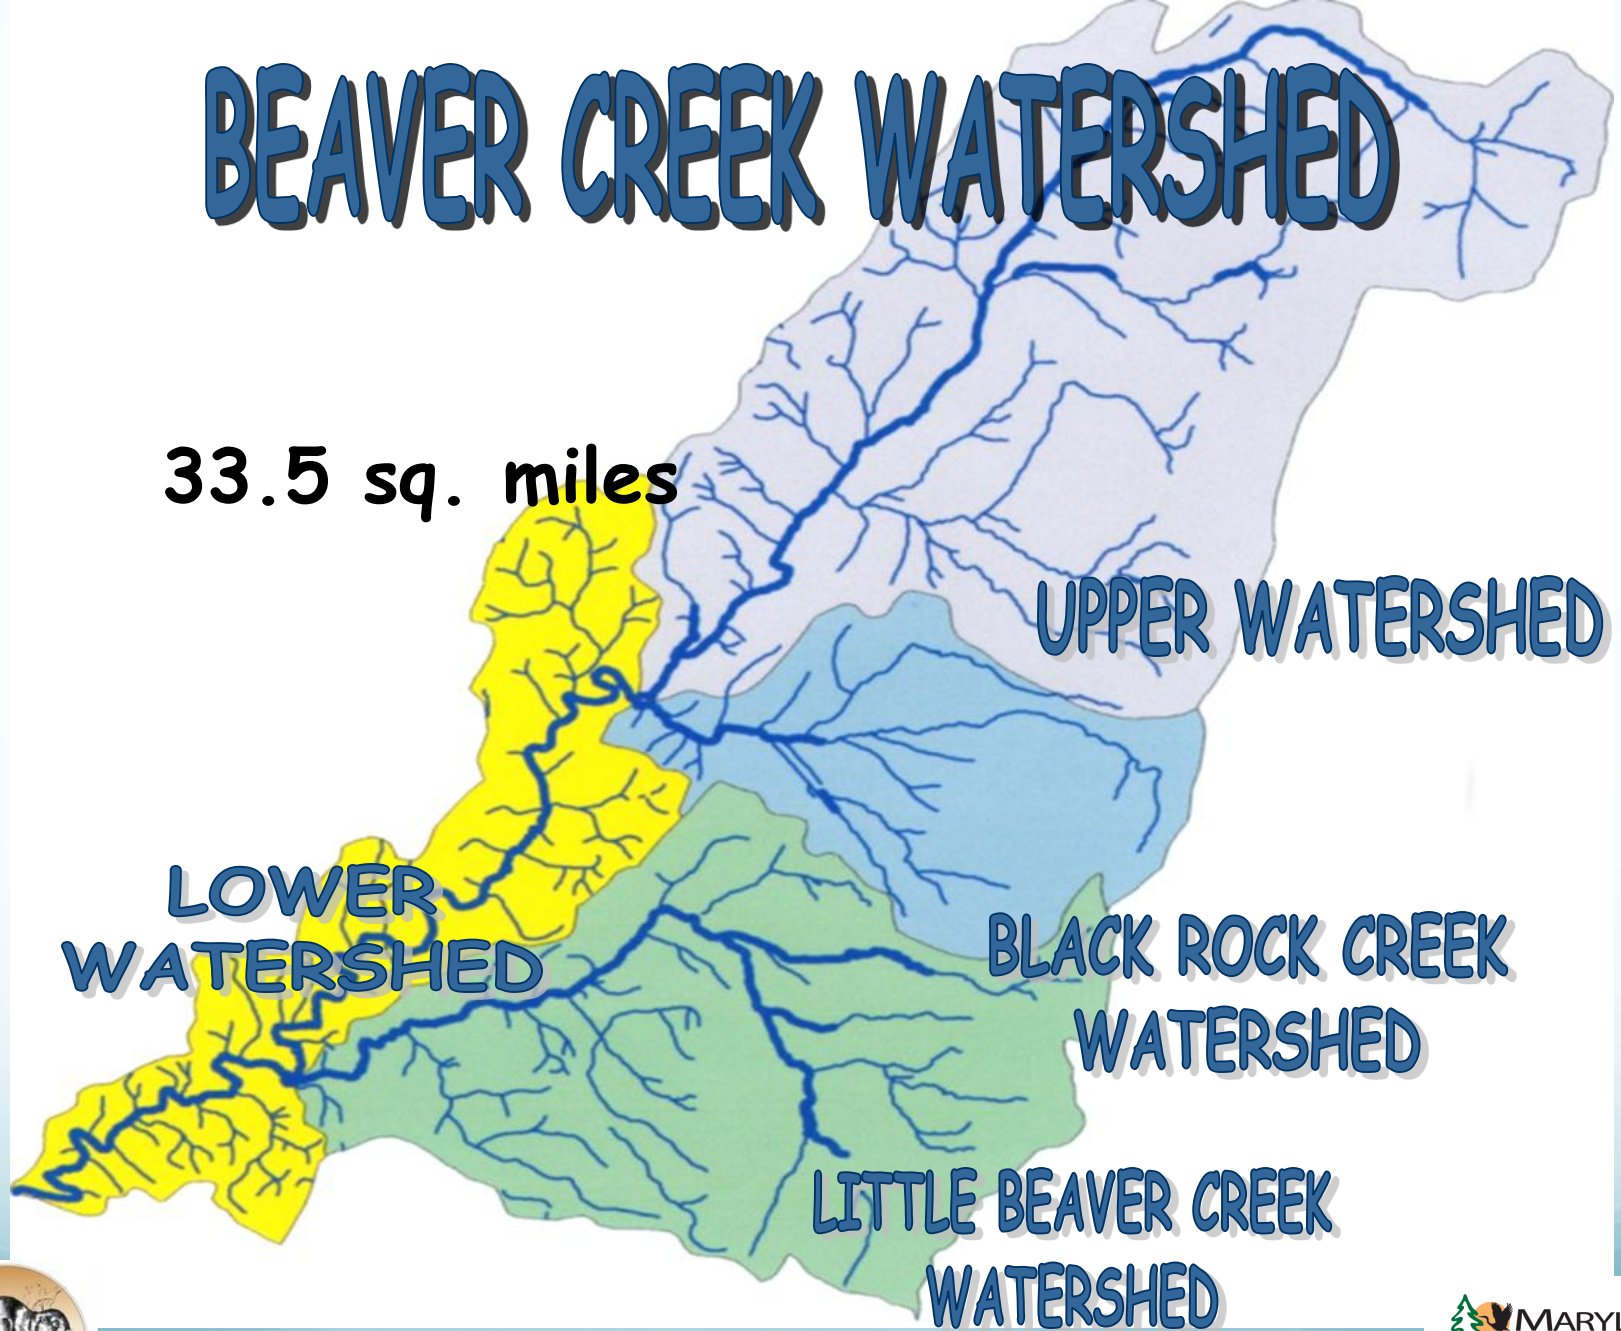 BEAVER CREEK WATERSHED
33.5 sq. miles
UPPER WATERSHED
LOWER
WATERSHED
BLACK ROCK CREEK
WATERSHED
LITTLE BEAVER CREEK
WATERSHED